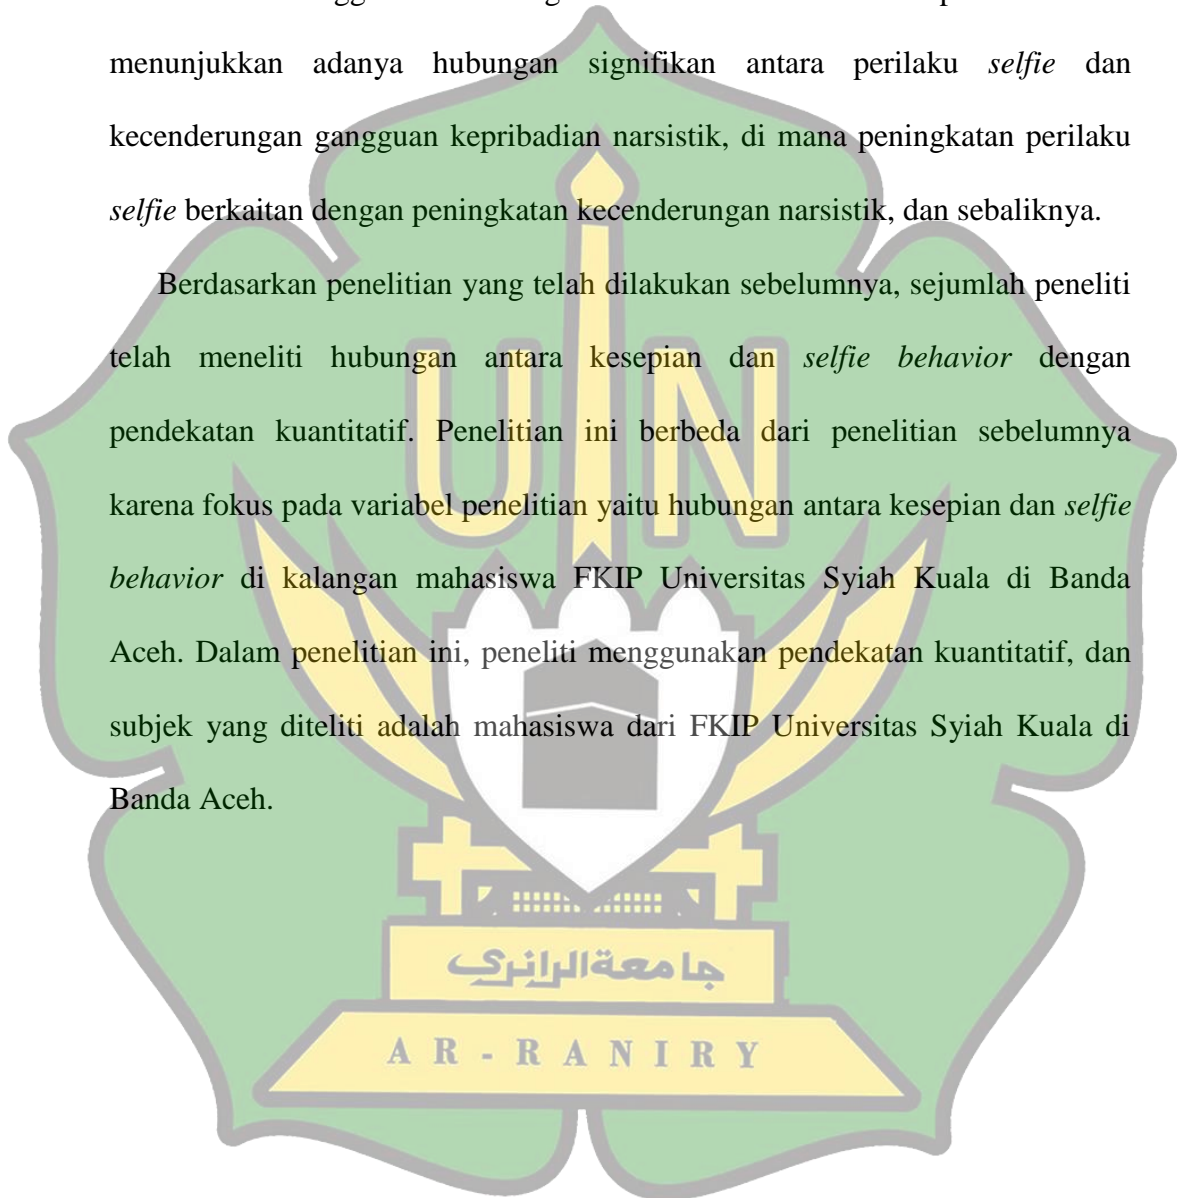 menunjukkan adanya hubungan signifikan antara perilaku selfie dan
kecenderungan gangguan kepribadian narsistik, di mana peningkatan perilaku
selfie berkaitan dengan peningkatan kecenderungan narsistik, dan sebaliknya.
Berdasarkan penelitian yang telah dilakukan sebelumnya, sejumlah peneliti
telah meneliti hubungan antara kesepian dan selfie behavior dengan
pendekatan kuantitatif. Penelitian ini berbeda dari penelitian sebelumnya
karena fokus pada variabel penelitian yaitu hubungan antara kesepian dan selfie
behavior di kalangan mahasiswa FKIP Universitas Syiah Kuala di Banda
Aceh. Dalam penelitian ini, peneliti menggunakan pendekatan kuantitatif, dan
subjek yang diteliti adalah mahasiswa dari FKIP Universitas Syiah Kuala di
Banda Aceh.
UIN
جامعةالرانري
AR-RANIRY